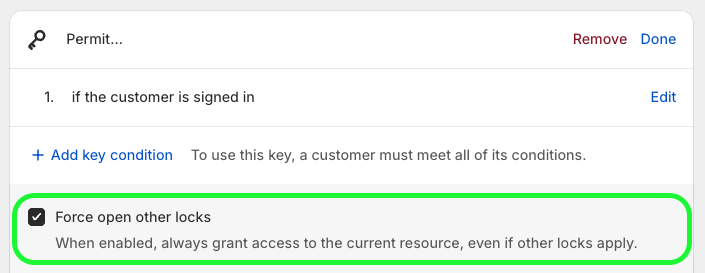 Permit...
Remove Done
1. if the customer is signed in
Edit
+ Add key condition To use this key, a customer must meet all of its conditions.
Force open other locks
When enabled, always grant access to the current resource, even if other locks apply.